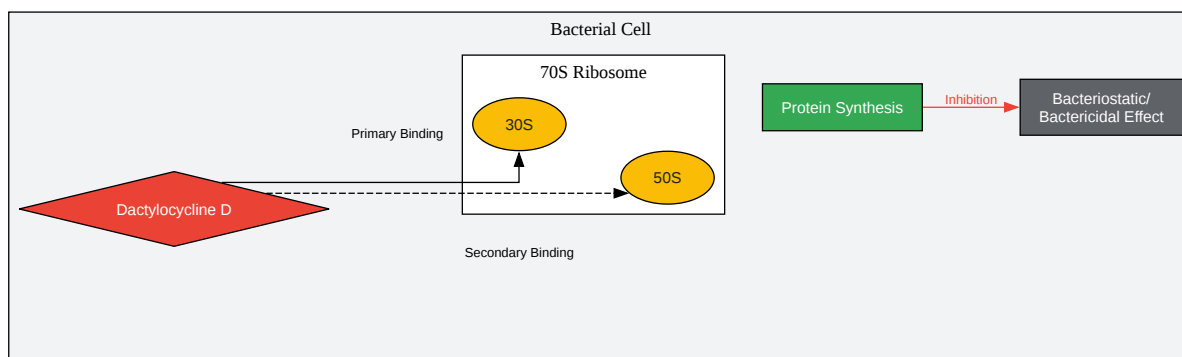 Bacterial Cell
70S Ribosome
30S
50S
Primary Binding
Secondary Binding
Dactylocycline D
Protein Synthesis
Inhibition
Bacteriostatic/
Bactericidal Effect